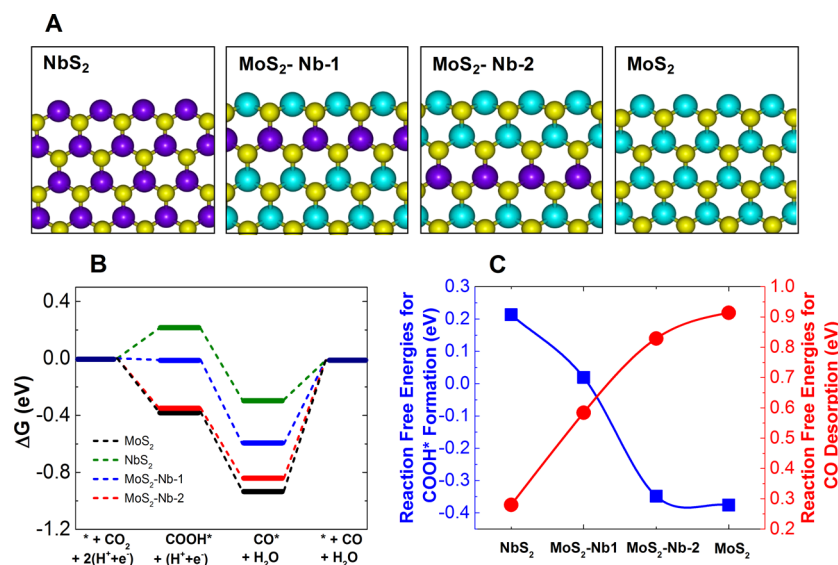 A
NbS₂
MoS₂- Nb-1
MoS₂- Nb-2
MoS₂
B
ΔG (eV)
0.4
0.0
-0.4
-0.8
-1.2
MoS₂
NbS₂
MoS₂-Nb-1
MoS₂-Nb-2
* + CO₂
+ 2(H⁺+e⁻)
COOH*
+ (H⁺+e⁻)
CO*
+ H₂O
* + CO
+ H₂O
C
Reaction Free Energies for
COOH* Formation (eV)
0.3
0.2
0.1
0.0
-0.1
-0.2
-0.3
-0.4
NbS₂
MoS₂-Nb1
MoS₂-Nb-2
MoS₂
1.0
0.9
0.8
0.7
0.6
0.5
0.4
0.3
0.2
Reaction Free Energies for
CO Desorption (eV)